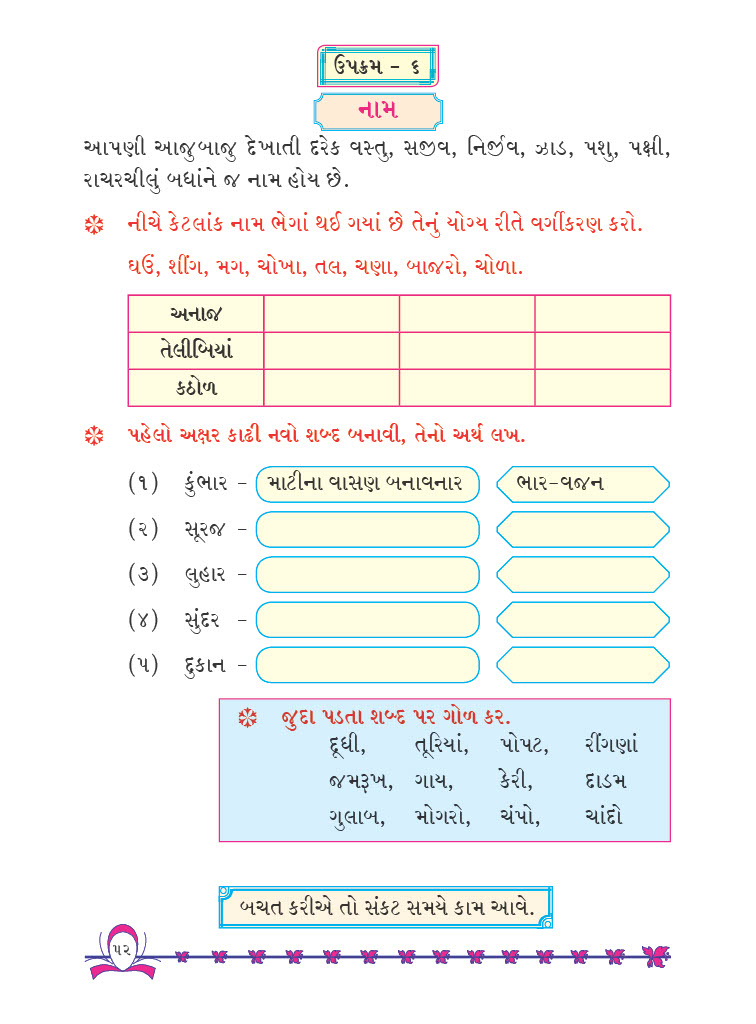 ઉપક્રમ - ૬
નામ
આપણી આજુબાજુ દેખાતી દરેક વસ્તુ, સજીવ, નિર્જીવ, ઝાડ, પશુ, પક્ષી,
રાચરચીલું બધાંને જ નામ હોય છે.
નીચે કેટલાંક નામ ભેગાં થઈ ગયાં છે તેનું યોગ્ય રીતે વર્ગીકરણ કરો.
ઘઉં, શીંગ, મગ, ચોખા, તલ, ચણા, બાજરો, ચોળા.
અનાજ
તેલીબિયાં
કઠોળ
પહેલો અક્ષર કાઢી નવો શબ્દ બનાવી, તેનો અર્થ લખ.
(૧) કુંભાર - માટીના વાસણ બનાવનાર ભાર-વજન
(૨) સૂરજ -
(૩) લુહાર -
(૪) સુંદર -
(૫) દુકાન -
જુદા પડતા શબ્દ પર ગોળ કર.
દૂધી, તૂરિયાં, પોપટ, રીંગણાં
જમરૂખ, ગાય, કેરી, દાડમ
ગુલાબ, મોગરો, ચંપો, ચાંદો
બચત કરીએ તો સંકટ સમયે કામ આવે.
૫૨